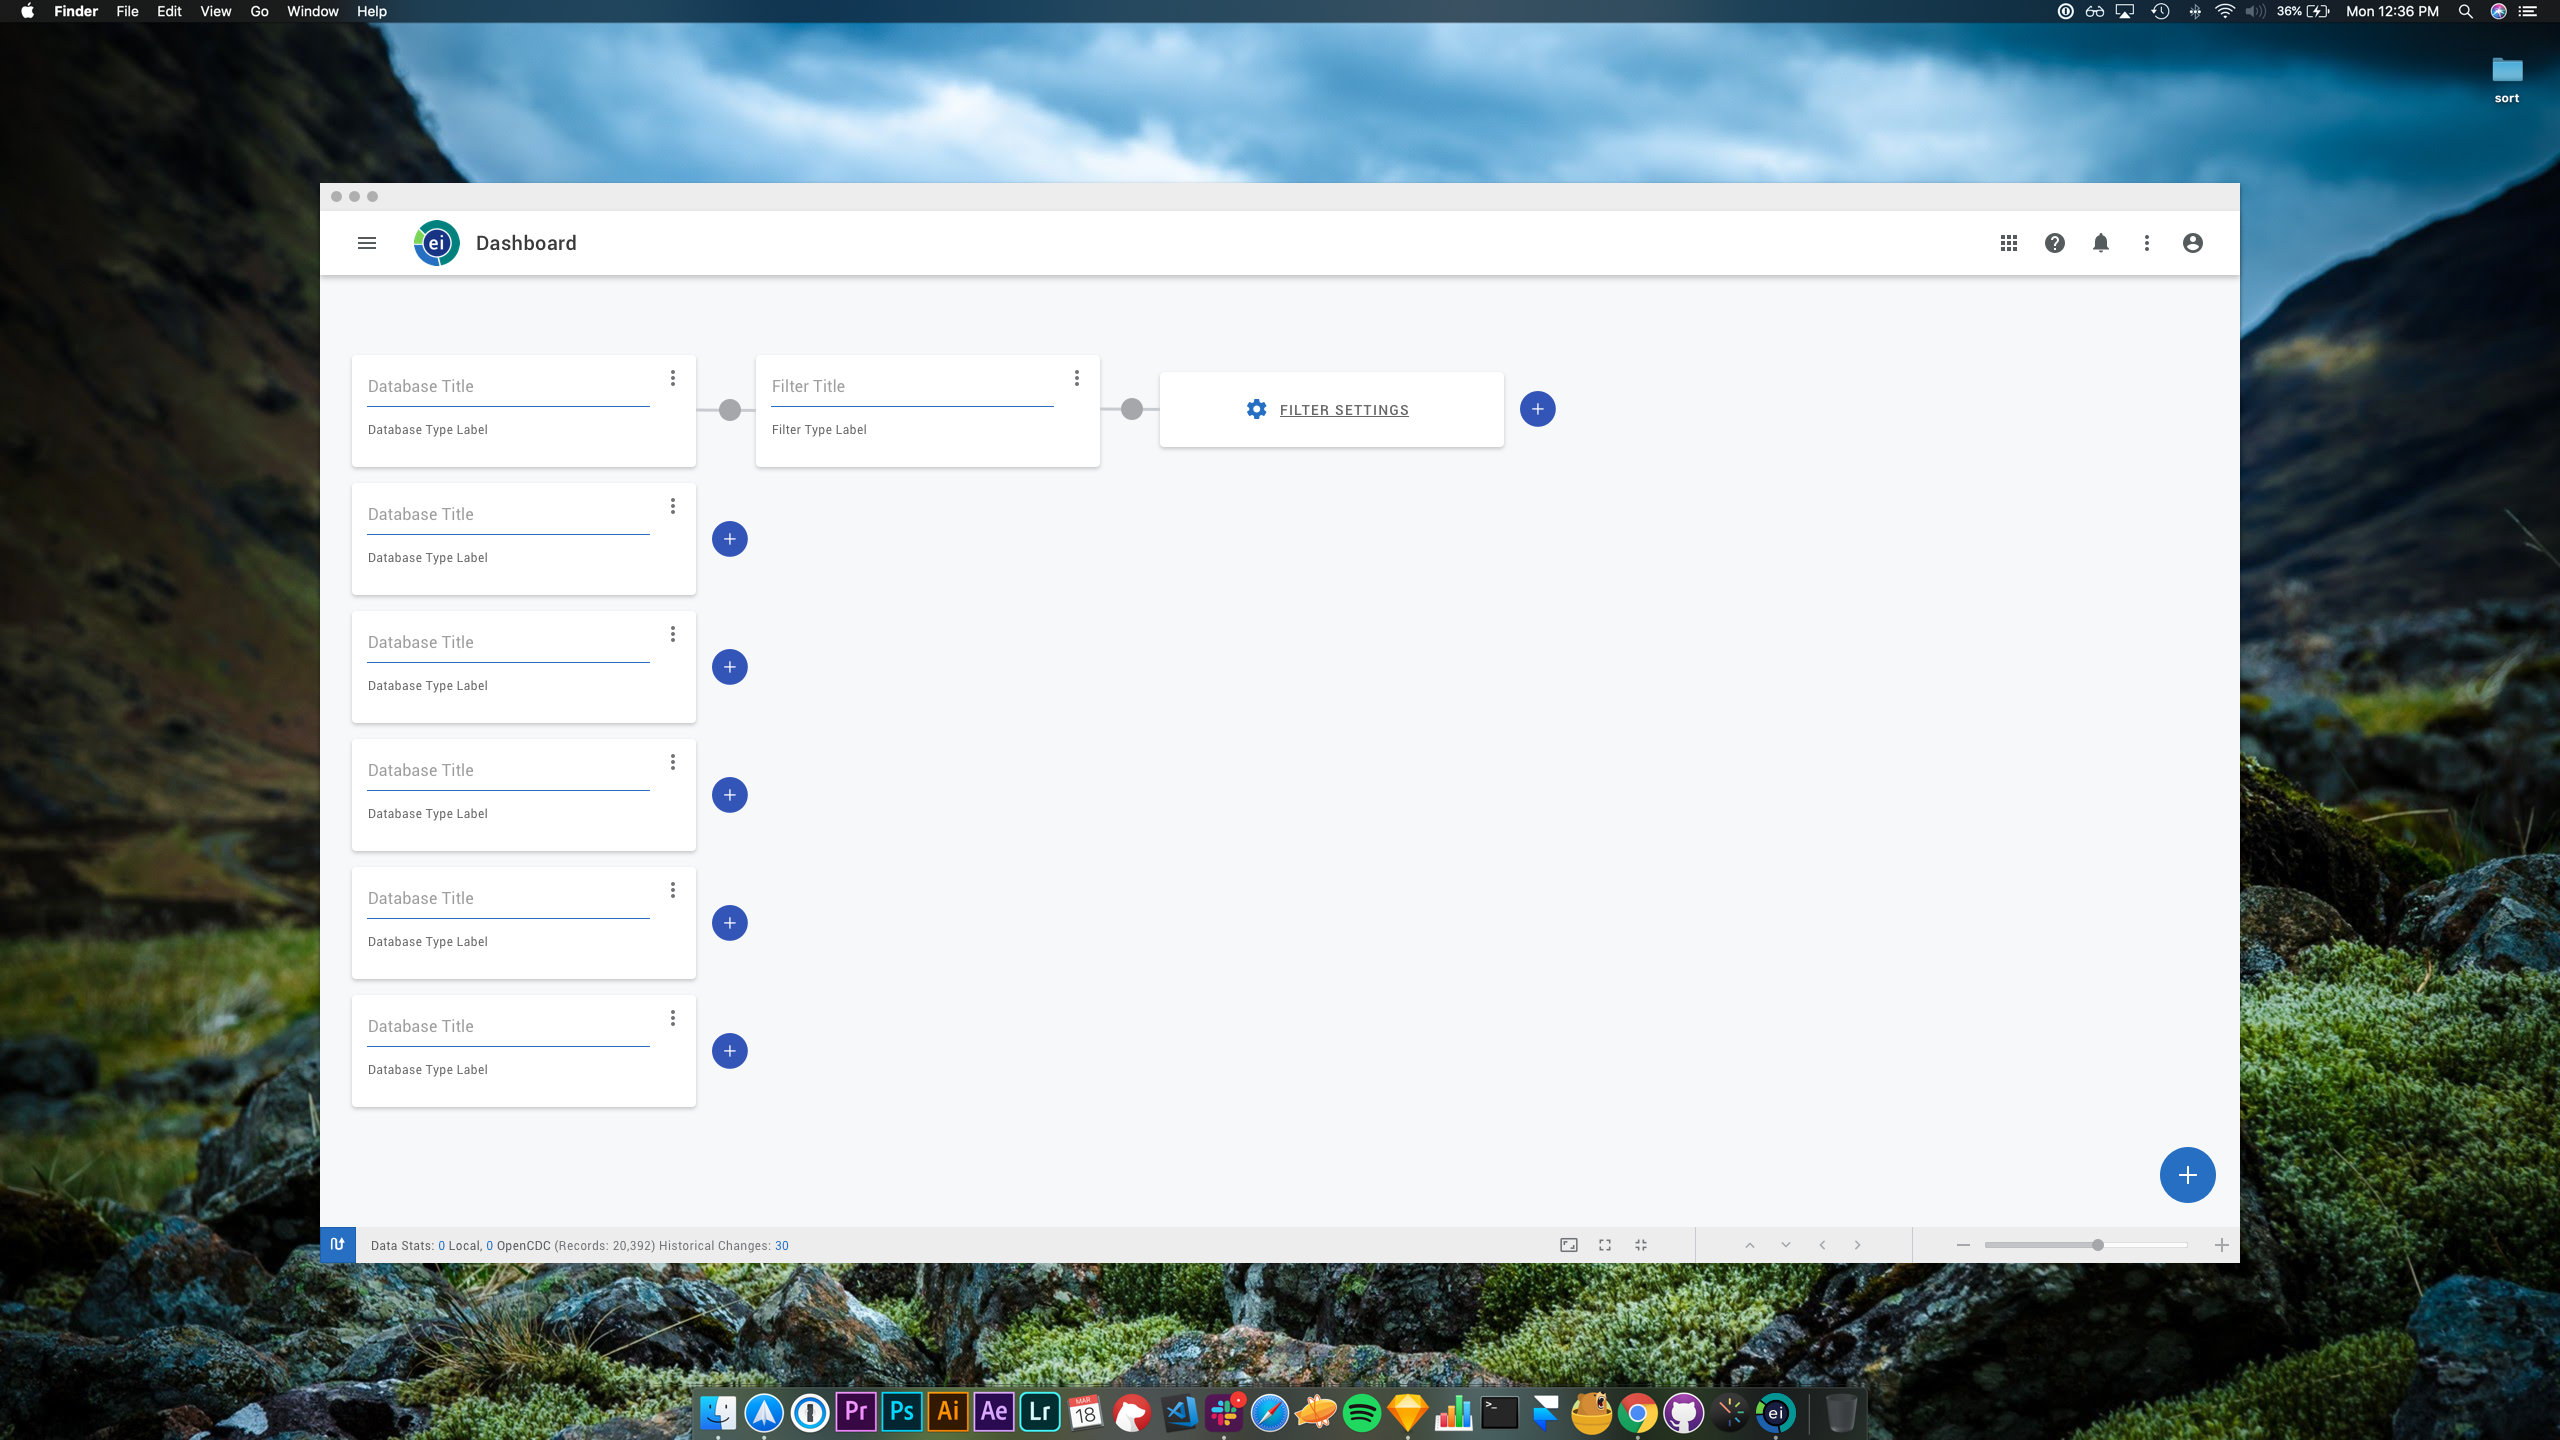 Finder File Edit View Go Window Help 36% Mon 12:36 PM
sort
ei Dashboard
Database Title
Database Type Label
Filter Title
Filter Type Label
FILTER SETTINGS
Database Title
Database Type Label
Database Title
Database Type Label
Database Title
Database Type Label
Database Title
Database Type Label
Database Title
Database Type Label
Data Stats: 0 Local, 0 OpenCDC (Records: 20,392) Historical Changes: 30
Pr Ps Ai Ae Lr MAR 18 >_ ei